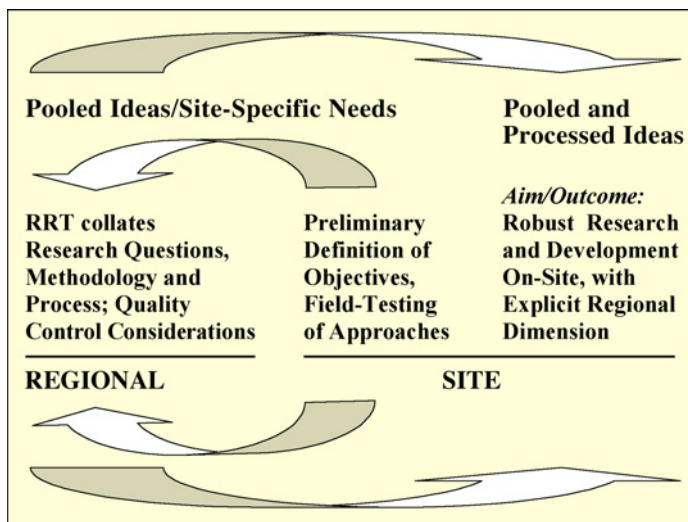 Pooled Ideas/Site-Specific Needs
Pooled and
Processed Ideas
RRT collates
Research Questions,
Methodology and
Process; Quality
Control Considerations
Preliminary
Definition of
Objectives,
Field-Testing
of Approaches
Aim/Outcome:
Robust Research
and Development
On-Site, with
Explicit Regional
Dimension
REGIONAL
SITE